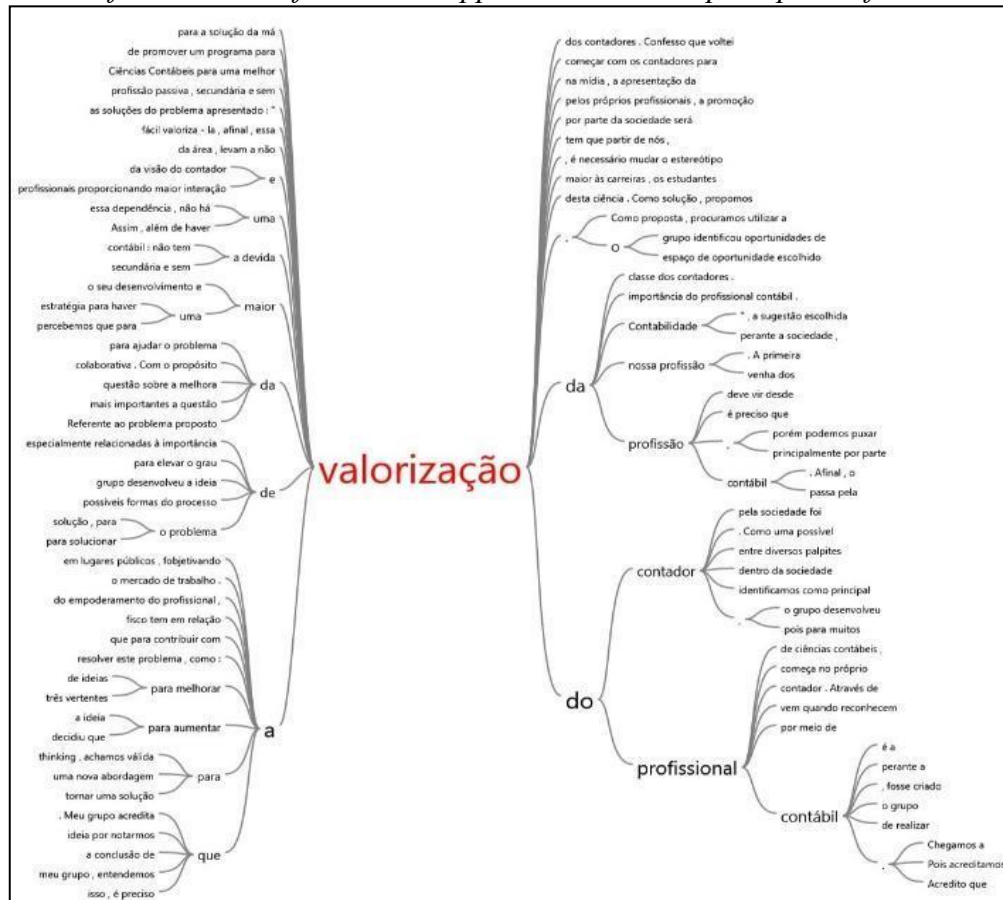 para a solução da má
de promover um programa para
Ciências Contábeis para uma melhor
profissão passiva , secundária e sem
as soluções do problema apresentado : "
fácil valoriza - la , afinal , essa
da área , levam a não
da visão do contador
profissionais proporcionando maior interação
e
essa dependência , não há
Assim , além de haver
uma
contábil : não tem
secundária e sem
a devida
o seu desenvolvimento e
estratégia para haver
percebemos que para
uma
maior
para ajudar o problema
colaborativa . Com o propósito
questão sobre a melhora
mais importantes a questão
Referente ao problema proposto
da
especialmente relacionadas à importância
para elevar o grau
grupo desenvolveu a ideia
possíveis formas do processo
solução , para
para solucionar
o problema
de
em lugares públicos , fobjetivando
o mercado de trabalho .
do empoderamento do profissional ,
fisco tem em relação
que para contribuir com
resolver este problema , como :
de ideias
três vertentes
para melhorar
a ideia
decidiu que
para aumentar
thinking , achamos válida
uma nova abordagem
tornar uma solução
para
. Meu grupo acredita
ideia por notarmos
a conclusão de
meu grupo , entendemos
isso , é preciso
que
a
valorização
dos contadores . Confesso que voltei
começar com os contadores para
na mídia , a apresentação da
pelos próprios profissionais , a promoção
por parte da sociedade será
tem que partir de nós ,
, é necessário mudar o estereótipo
maior às carreiras , os estudantes
desta ciência . Como solução , propomos
.
Como proposta , procuramos utilizar a
o
grupo identificou oportunidades de
espaço de oportunidade escolhido
da
classe dos contadores .
importância do profissional contábil .
Contabilidade
" , a sugestão escolhida
perante a sociedade ,
nossa profissão
. A primeira
venha dos
profissão
deve vir desde
é preciso que
.
porém podemos puxar
principalmente por parte
contábil
. Afinal , o
passa pela
do
contador
pela sociedade foi
. Como uma possível
entre diversos palpites
dentro da sociedade
identificamos como principal
.
o grupo desenvolveu
pois para muitos
profissional
de ciências contábeis ,
começa no próprio
contador . Através de
vem quando reconhecem
por meio de
contábil
é a
perante a
, fosse criado
o grupo
de realizar
.
Chegamos a
Pois acreditamos
Acredito que